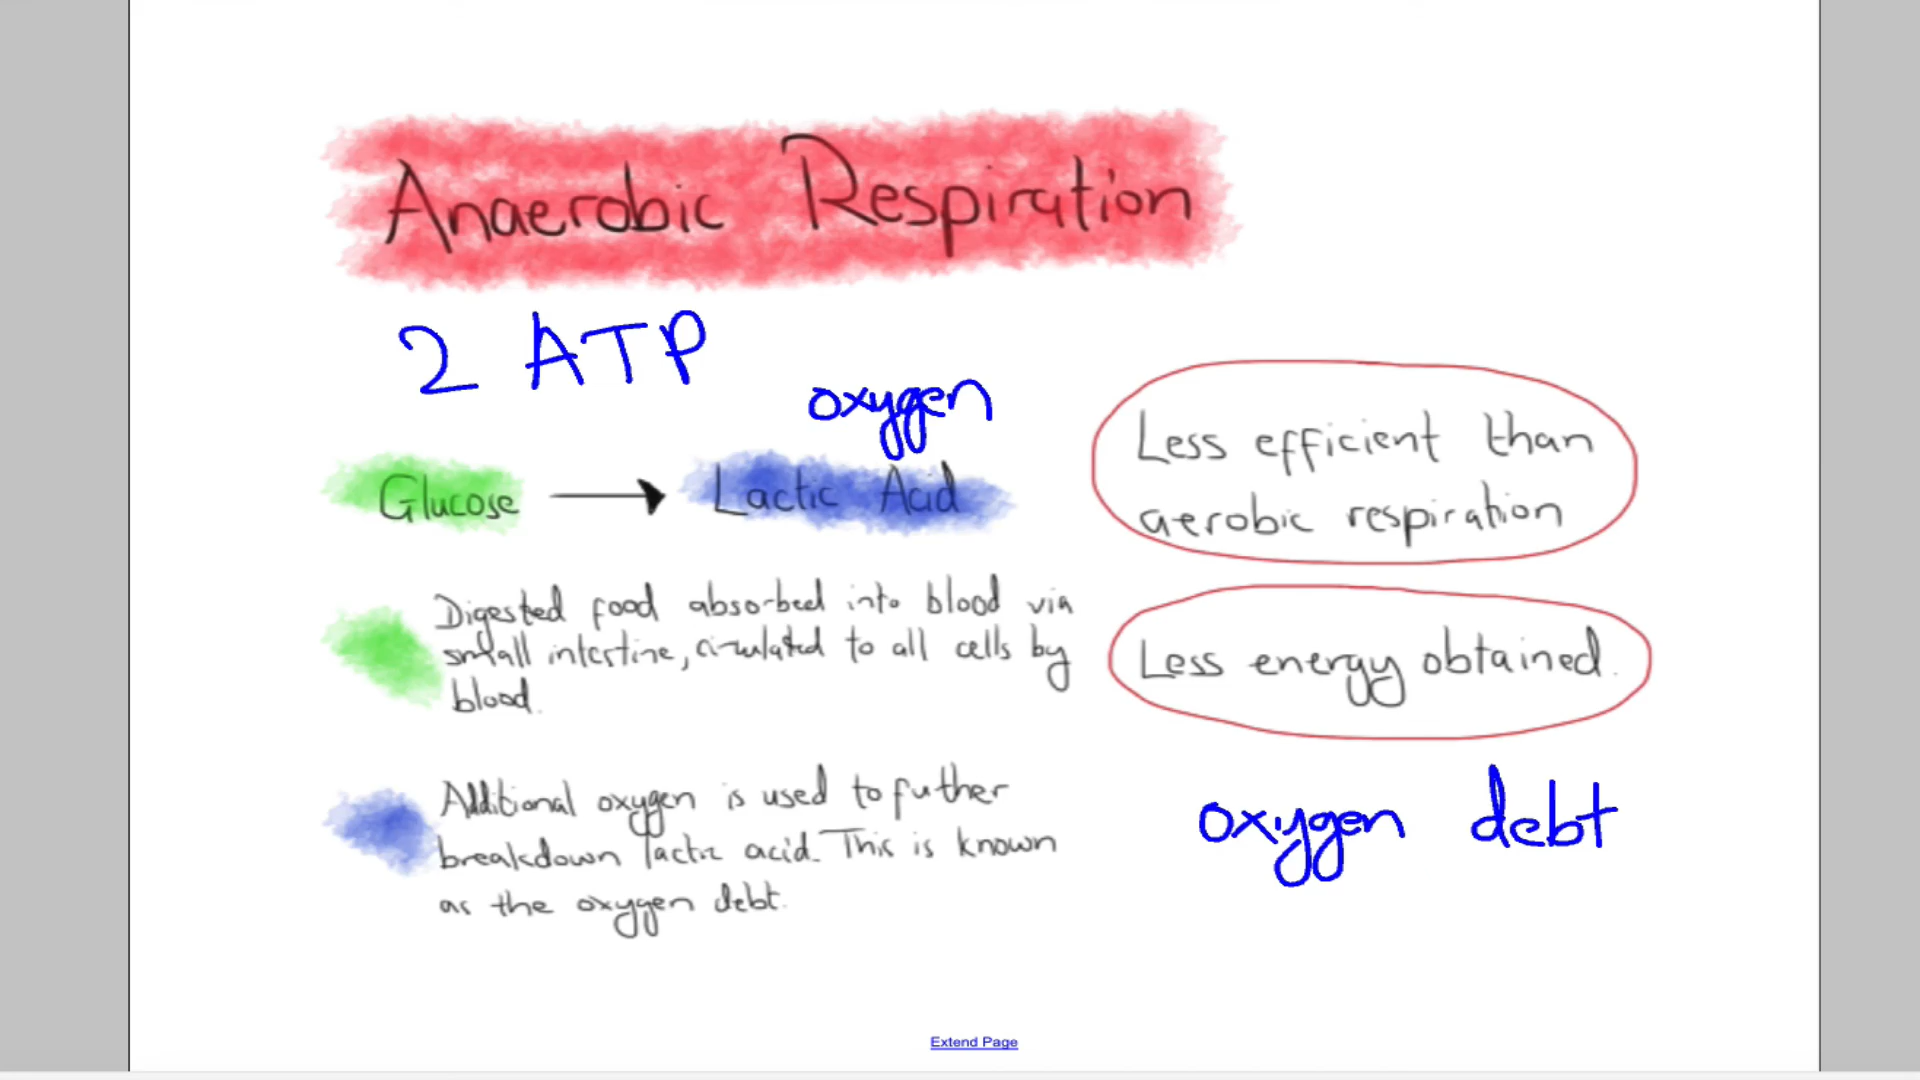 Anaerobic Respiration
2 ATP
oxygen
Glucose → Lactic Acid
Less efficient than
aerobic respiration
Digested food absorbed into blood via
small intestine, circulated to all cells by
blood.
Less energy obtained.
Additional oxygen is used to futher
breakdown lactic acid. This is known
as the oxygen debt.
oxygen debt
Extend Page